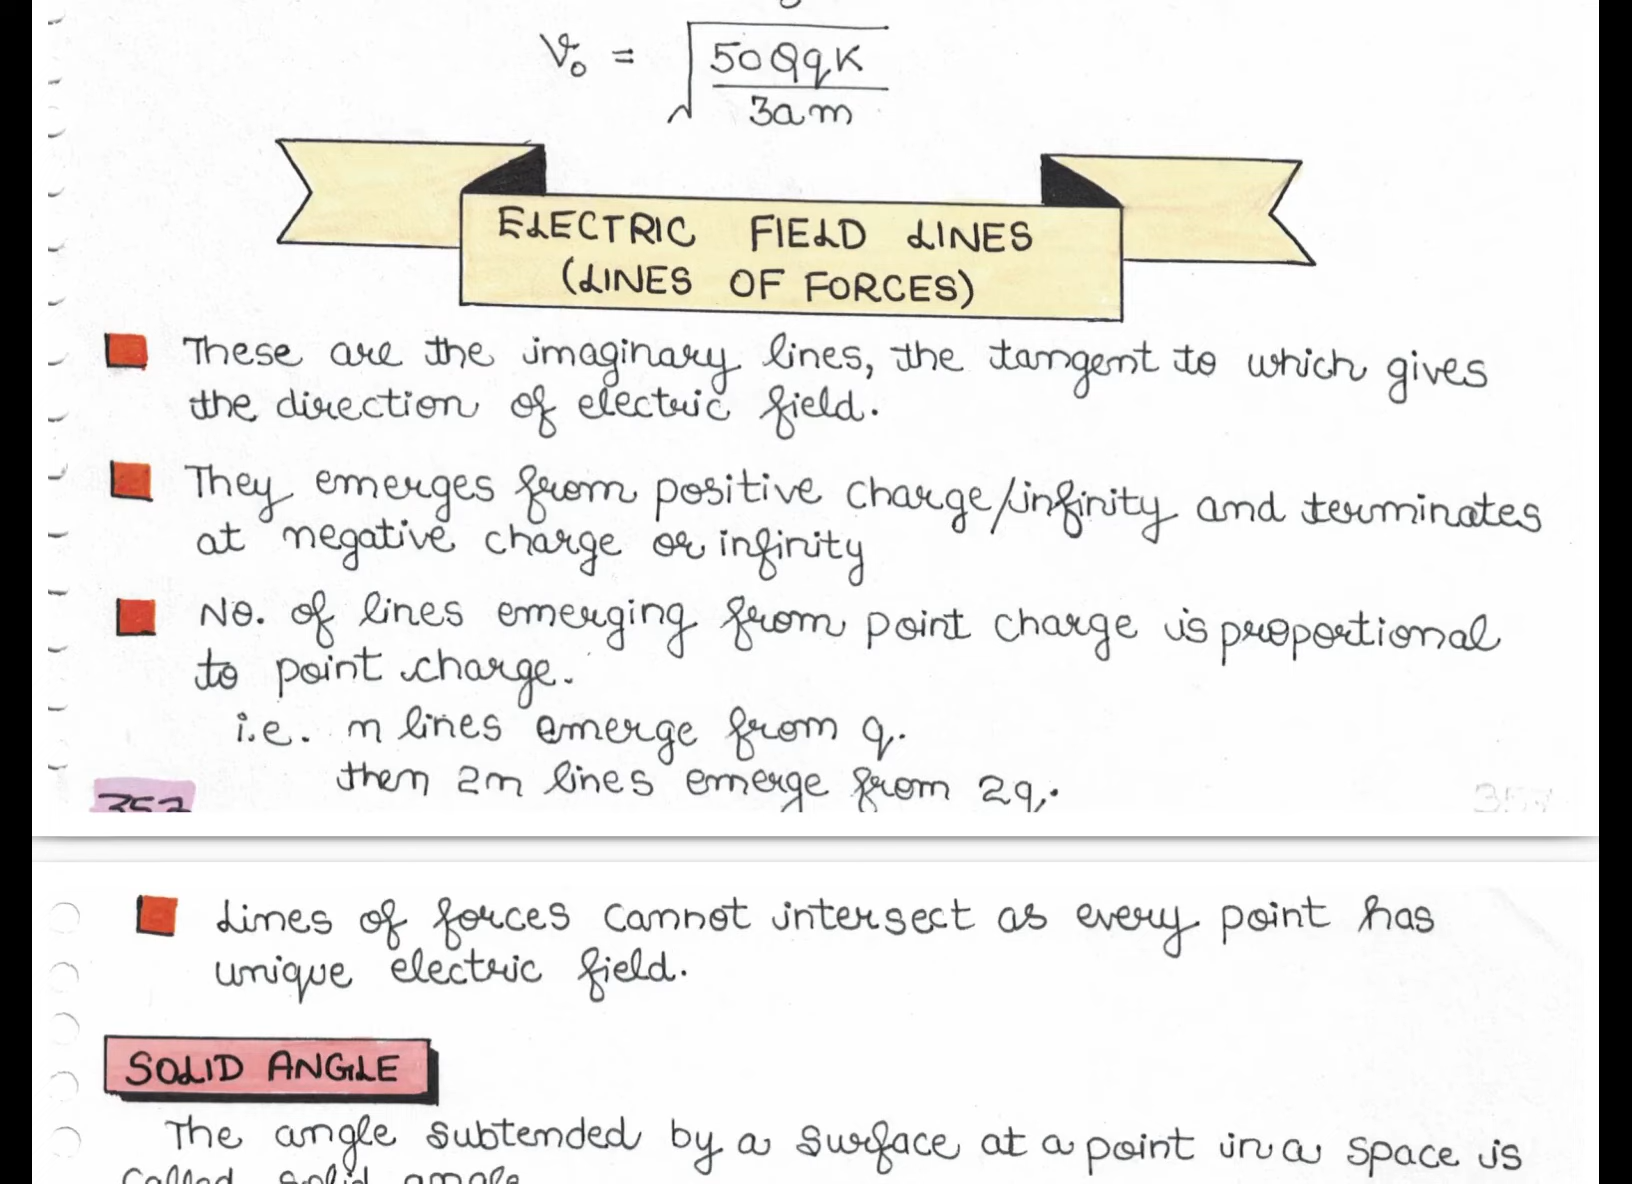 V₀ = √(50QqK / 3am)
ELECTRIC FIELD LINES
(LINES OF FORCES)
These are the imaginary lines, the tangent to which gives
the direction of electric field.
They emerges from positive charge/infinity and terminates
at negative charge or infinity
No. of lines emerging from point charge is proportional
to point charge.
i.e. n lines emerge from q.
then 2n lines emerge from 2q.
Lines of forces cannot intersect as every point has
unique electric field.
SOLID ANGLE
The angle subtended by a surface at a point in a space is
called solid angle